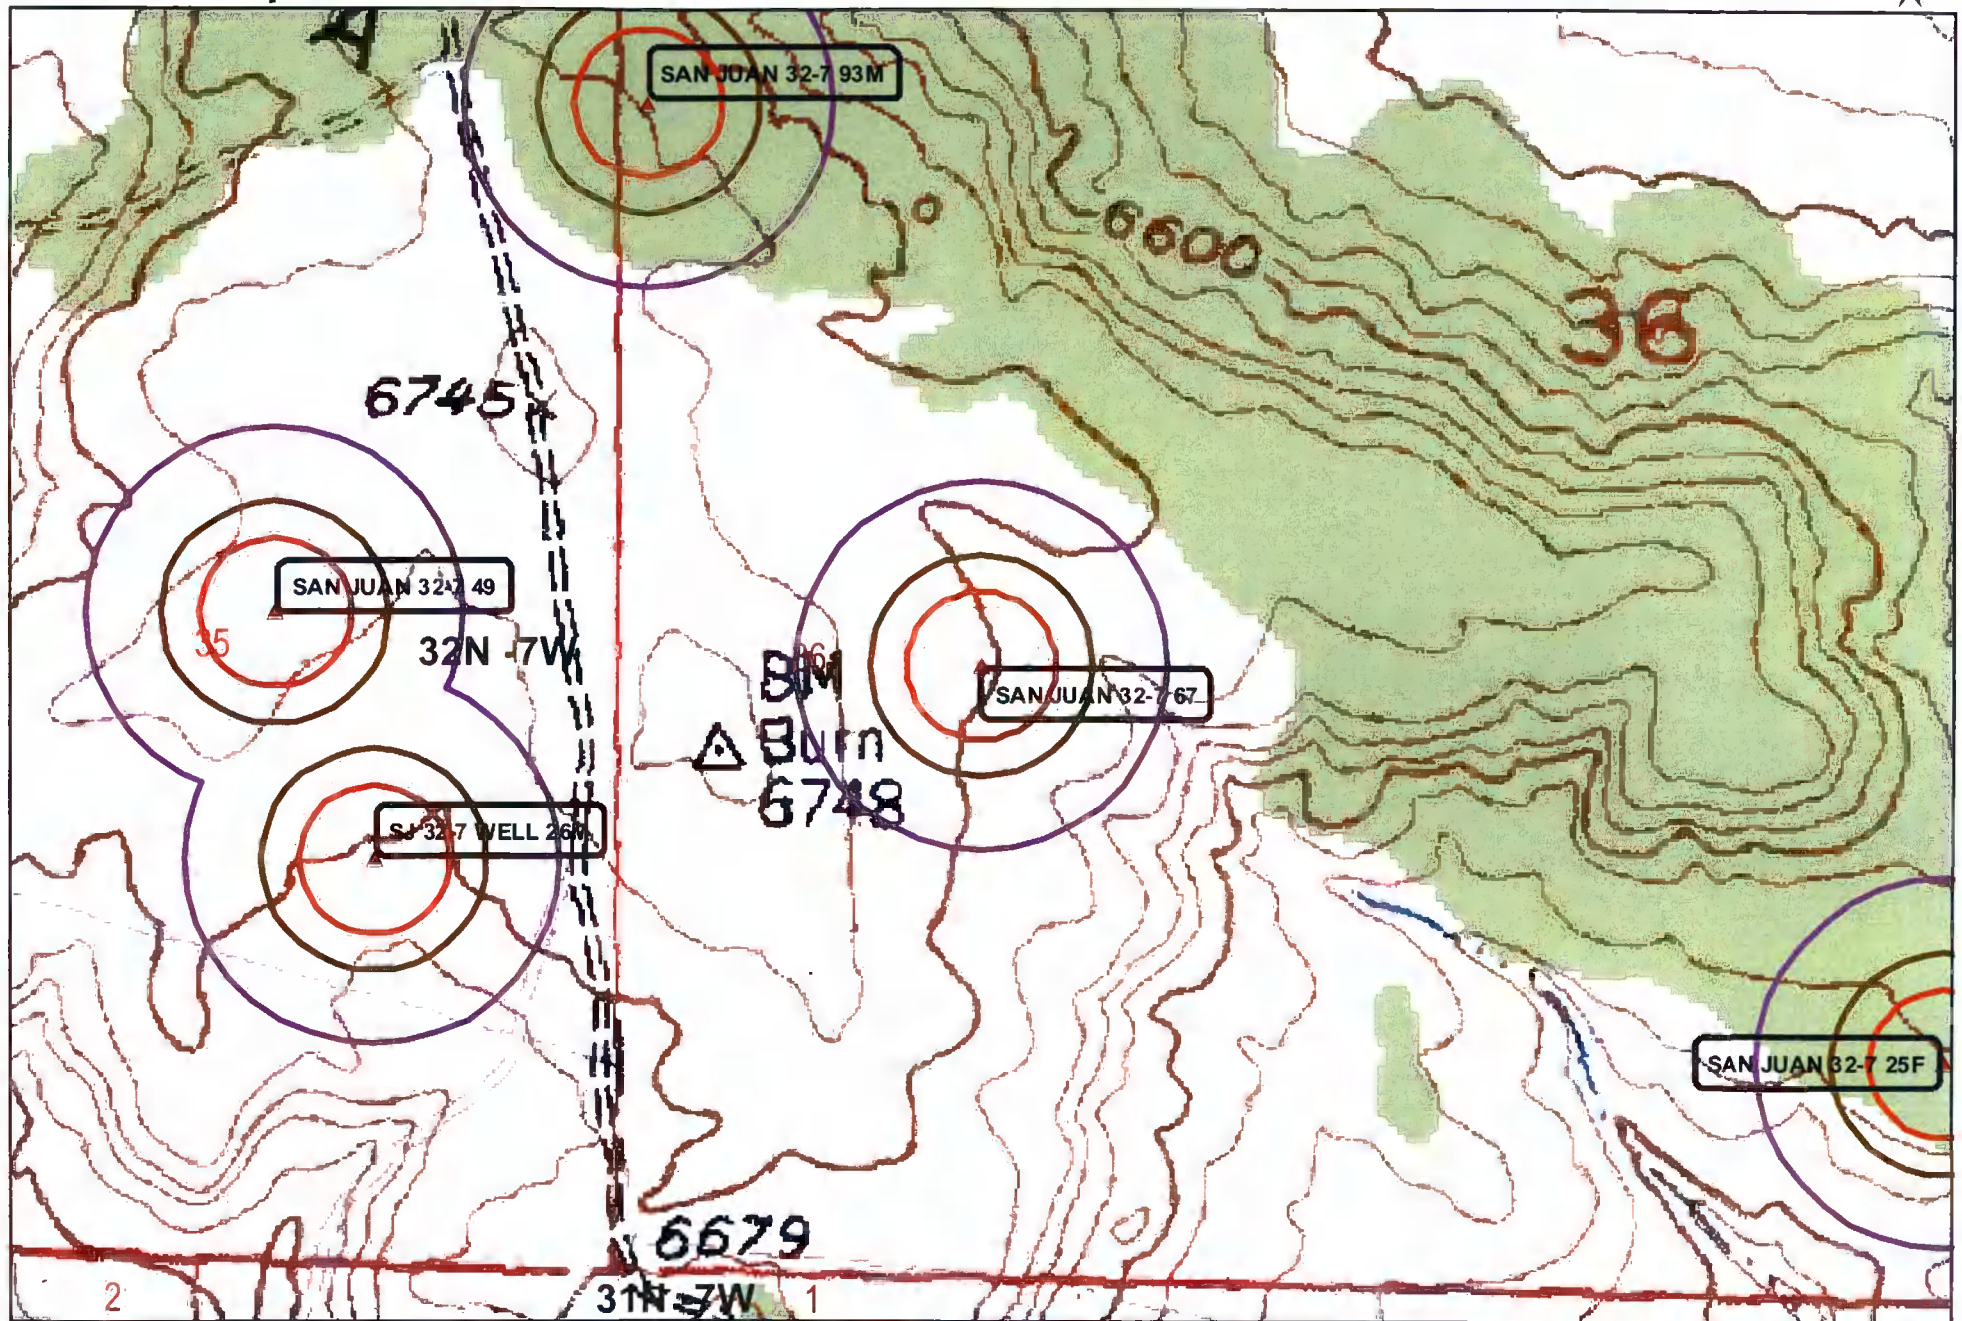 SAN JUAN 32-7 93M
6600
36
6745
SAN JUAN 32-7 49
35
32N 7W
36
BM
Burn
6748
SAN JUAN 32-7 67
SJ 32-7 WELL 26M
SAN JUAN 32-7 25F
6679
2
31N 7W
1